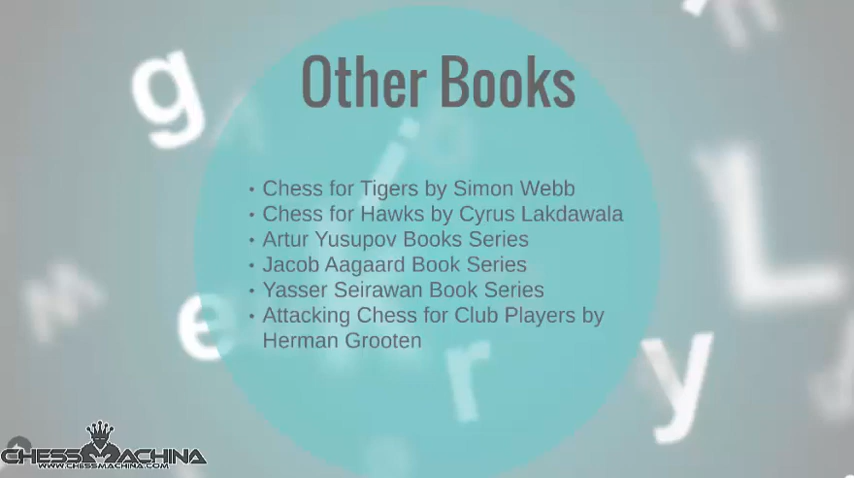 Other Books
• Chess for Tigers by Simon Webb
• Chess for Hawks by Cyrus Lakdawala
• Artur Yusupov Books Series
• Jacob Aagaard Book Series
• Yasser Seirawan Book Series
• Attacking Chess for Club Players by
Herman Grooten
g
e
m
r
y
L
CHESSMACHINA
WWW.CHESSMACHINA.COM